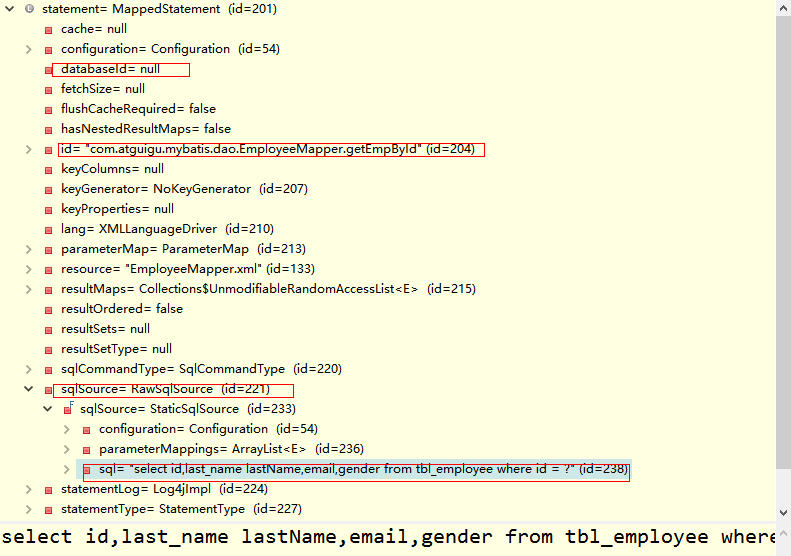 statement= MappedStatement (id=201)
cache= null
configuration= Configuration (id=54)
databaseId= null
fetchSize= null
flushCacheRequired= false
hasNestedResultMaps= false
id= "com.atguigu.mybatis.dao.EmployeeMapper.getEmpById" (id=204)
keyColumns= null
keyGenerator= NoKeyGenerator (id=207)
keyProperties= null
lang= XMLLanguageDriver (id=210)
parameterMap= ParameterMap (id=213)
resource= "EmployeeMapper.xml" (id=133)
resultMaps= Collections$UnmodifiableRandomAccessList<E> (id=215)
resultOrdered= false
resultSets= null
resultSetType= null
sqlCommandType= SqlCommandType (id=220)
sqlSource= RawSqlSource (id=221)
F
sqlSource= StaticSqlSource (id=233)
configuration= Configuration (id=54)
parameterMappings= ArrayList<E> (id=236)
sql= "select id,last_name lastName,email,gender from tbl_employee where id = ?" (id=238)
statementLog= Log4jImpl (id=224)
statementType= StatementType (id=227)
select id,last_name lastName,email,gender from tbl_employee where